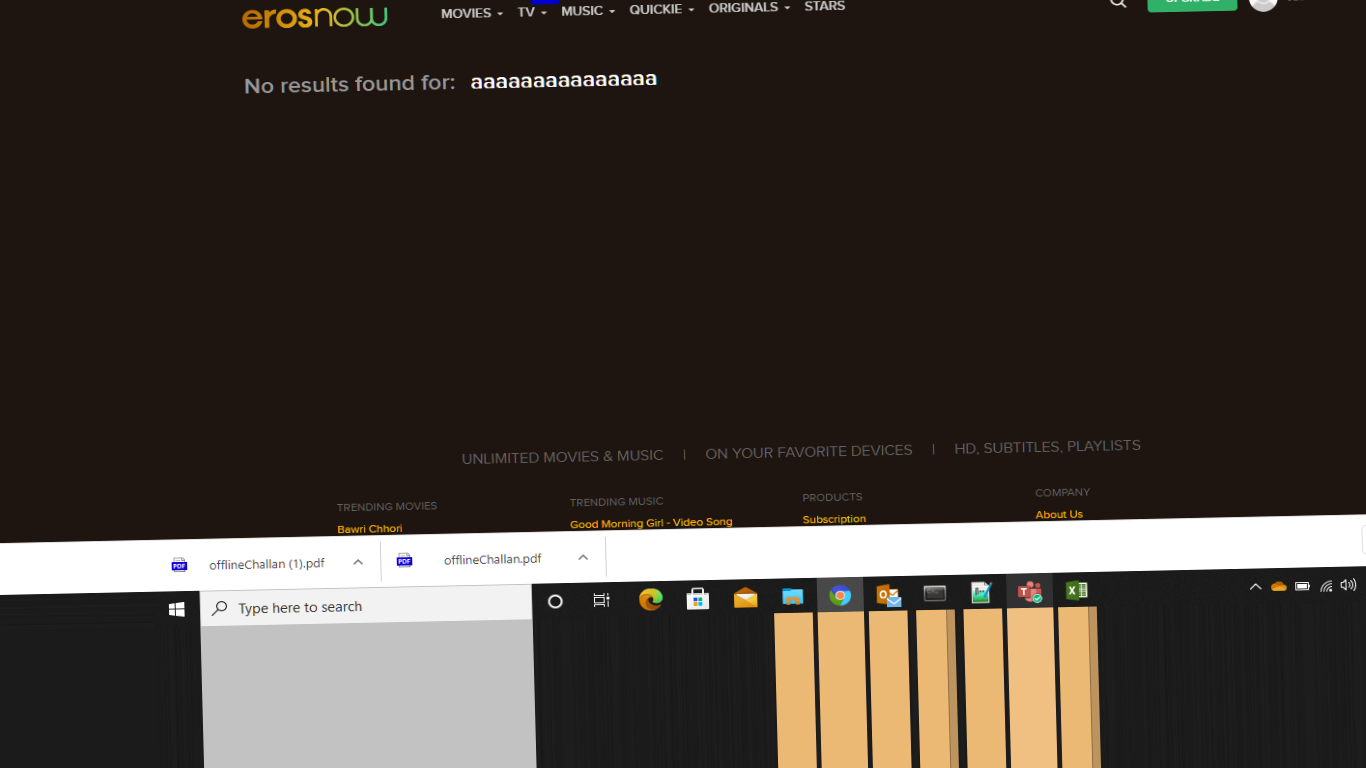 erosnow MOVIES TV MUSIC QUICKIE ORIGINALS STARS
No results found for: aaaaaaaaaaaaaaa
UNLIMITED MOVIES & MUSIC | ON YOUR FAVORITE DEVICES | HD, SUBTITLES, PLAYLISTS
TRENDING MOVIES TRENDING MUSIC PRODUCTS COMPANY
Bawri Chhori Good Morning Girl - Video Song Subscription About Us
PDF offlineChallan (1).pdf PDF offlineChallan.pdf
Type here to search